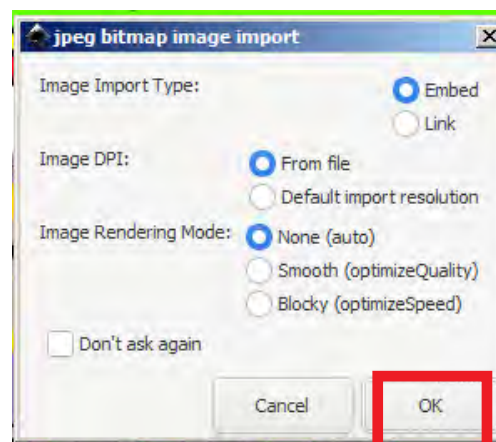 jpeg bitmap image import
Image Import Type:
Embed
Link
Image DPI:
From file
Default import resolution
Image Rendering Mode:
None (auto)
Smooth (optimizeQuality)
Blocky (optimizeSpeed)
Don't ask again
Cancel
OK